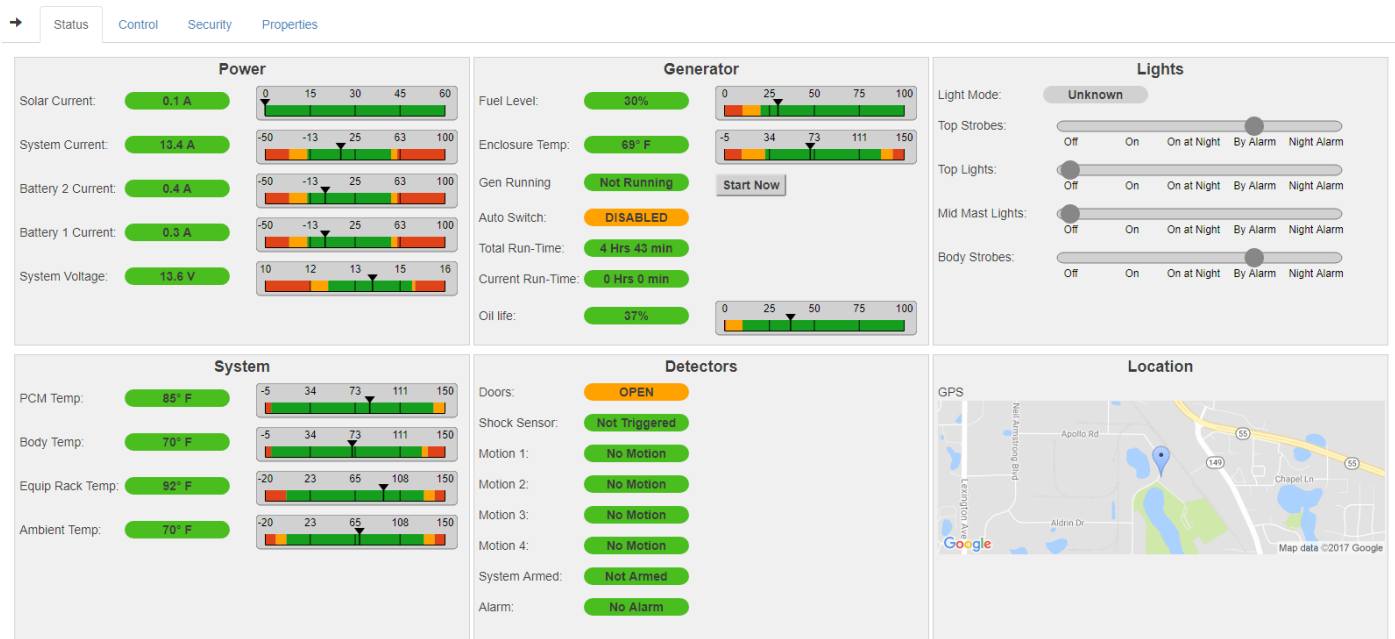 Status Control Security Properties
Power
Solar Current: 0.1 A 0 15 30 45 60
System Current: 13.4 A -50 -13 25 63 100
Battery 2 Current: 0.4 A -50 -13 25 63 100
Battery 1 Current: 0.3 A -50 -13 25 63 100
System Voltage: 13.6 V 10 12 13 15 16
Generator
Fuel Level: 30% 0 25 50 75 100
Enclosure Temp: 69° F -5 34 73 111 150
Gen Running Not Running Start Now
Auto Switch: DISABLED
Total Run-Time: 4 Hrs 43 min
Current Run-Time: 0 Hrs 0 min
Oil life: 37% 0 25 50 75 100
Lights
Light Mode: Unknown
Top Strobes:
Off On On at Night By Alarm Night Alarm
Top Lights:
Off On On at Night By Alarm Night Alarm
Mid Mast Lights:
Off On On at Night By Alarm Night Alarm
Body Strobes:
Off On On at Night By Alarm Night Alarm
System
PCM Temp: 85° F -5 34 73 111 150
Body Temp: 70° F -5 34 73 111 150
Equip Rack Temp: 92° F -20 23 65 108 150
Ambient Temp: 70° F -20 23 65 108 150
Detectors
Doors: OPEN
Shock Sensor: Not Triggered
Motion 1: No Motion
Motion 2: No Motion
Motion 3: No Motion
Motion 4: No Motion
System Armed: Not Armed
Alarm: No Alarm
Location
GPS
Neil Armstrong Blvd
Apollo Rd
55
149
55
Chapel Ln
Lexington Ave
Aldrin Dr
Google
Map data ©2017 Google